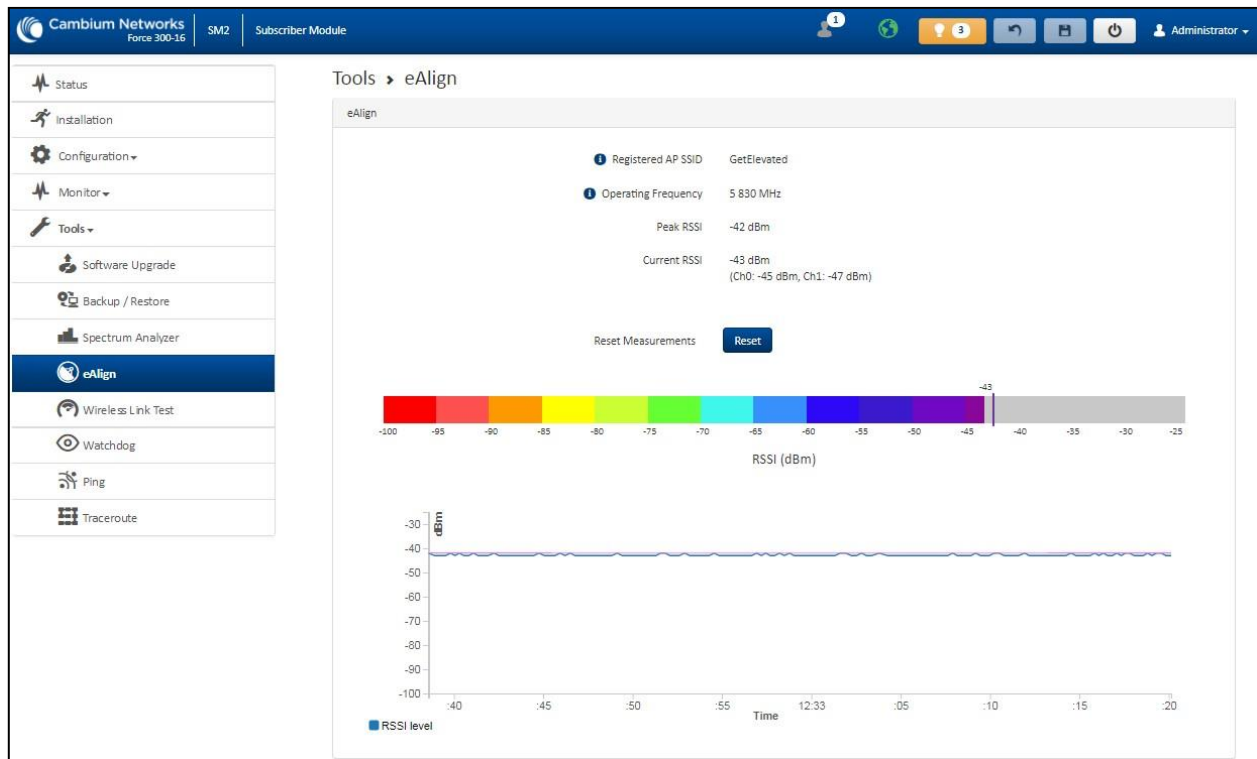 Cambium Networks
Force 300-16
SM2
Subscriber Module
1
3
Administrator
Status
Installation
Configuration
Monitor
Tools
Software Upgrade
Backup / Restore
Spectrum Analyzer
eAlign
Wireless Link Test
Watchdog
Ping
Traceroute
Tools > eAlign
eAlign
Registered AP SSID GetElevated
Operating Frequency 5 830 MHz
Peak RSSI -42 dBm
Current RSSI -43 dBm
(Ch0: -45 dBm, Ch1: -47 dBm)
Reset Measurements Reset
-43
-100 -95 -90 -85 -80 -75 -70 -65 -60 -55 -50 -45 -40 -35 -30 -25
RSSI (dBm)
dBm
-30
-40
-50
-60
-70
-80
-90
-100
:40 :45 :50 :55 12:33 :05 :10 :15 :20
Time
RSSI level